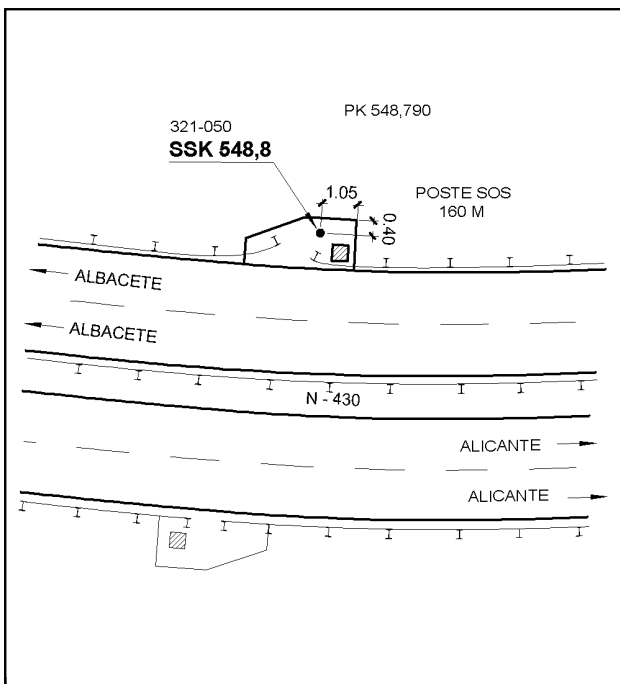 PK 548,790
321-050
SSK 548,8
1.05
POSTE SOS
160 M
0.40
ALBACETE
ALBACETE
N - 430
ALICANTE
ALICANTE